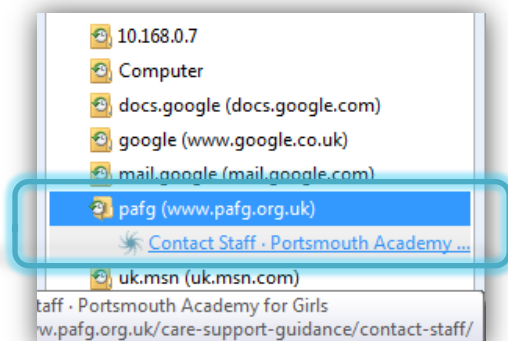 10.168.0.7
Computer
docs.google (docs.google.com)
google (www.google.co.uk)
mail.google (mail.google.com)
pafg (www.pafg.org.uk)
Contact Staff · Portsmouth Academy ...
uk.msn (uk.msn.com)
taff · Portsmouth Academy for Girls
w.pafg.org.uk/care-support-guidance/contact-staff/